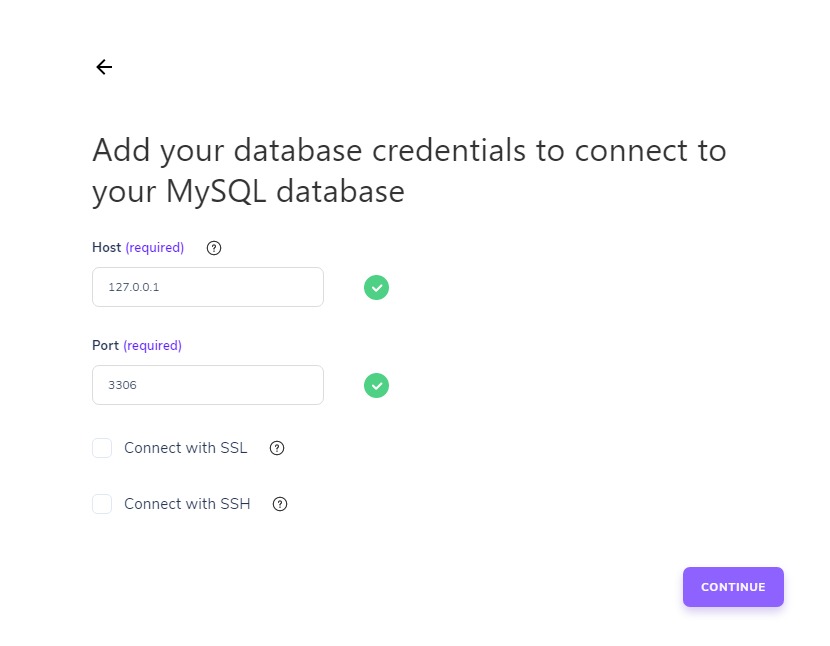 Add your database credentials to connect to
your MySQL database
Host (required) ?
127.0.0.1
Port (required)
3306
Connect with SSL ?
Connect with SSH ?
CONTINUE